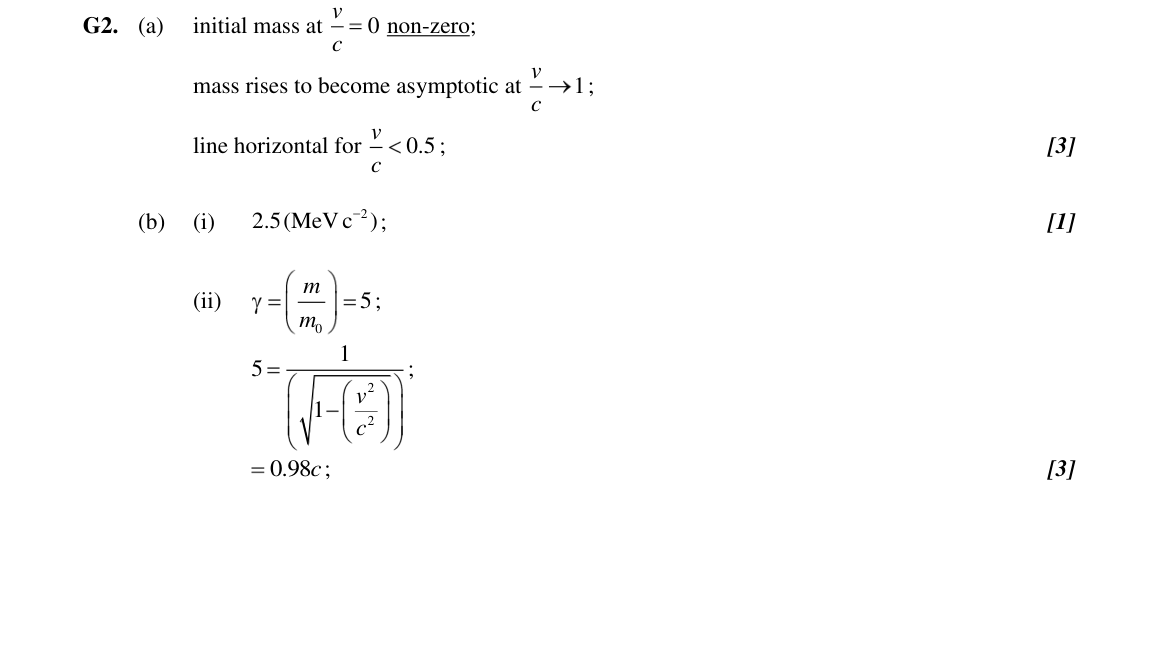 G2. (a) initial mass at v/c = 0 non-zero;
mass rises to become asymptotic at v/c → 1;
line horizontal for v/c < 0.5; [3]
(b) (i) 2.5(MeV c⁻²); [1]
(ii) γ = (m/m₀) = 5;
5 = 1/(√(1−(v²/c²)));
= 0.98c; [3]